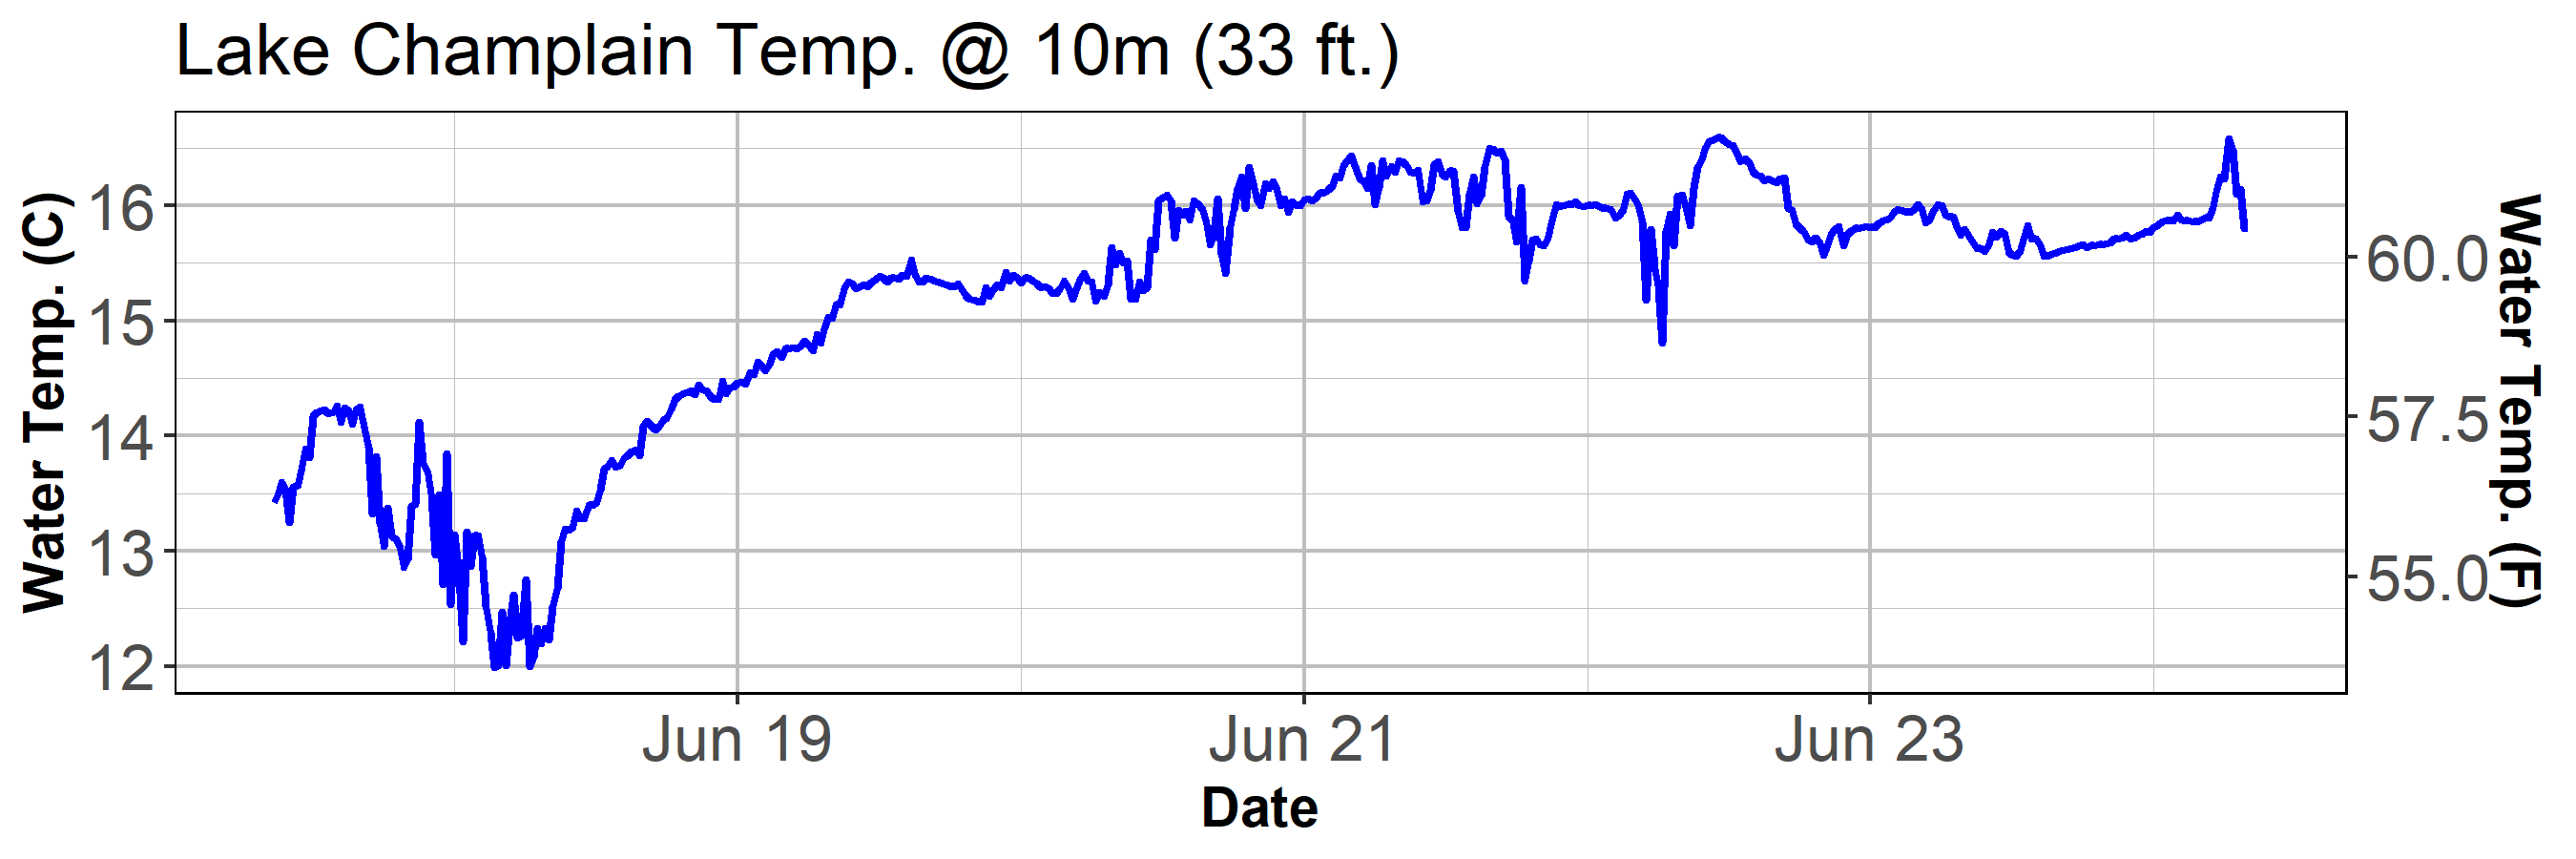 Lake Champlain Temp. @ 10m (33 ft.)
Water Temp. (C)
16
15
14
13
12
60.0
57.5
55.0
Water Temp. (F)
Jun 19
Jun 21
Jun 23
Date